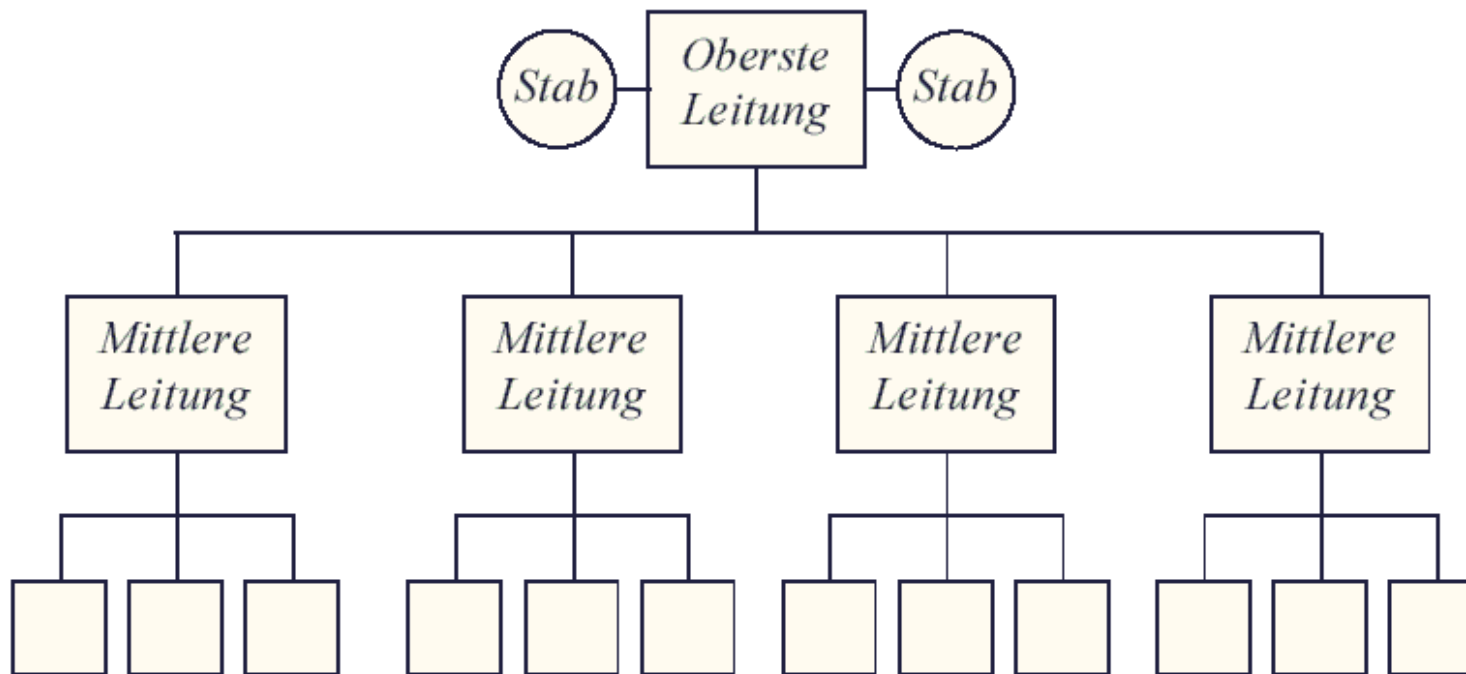 Stab
Oberste
Leitung
Stab
Mittlere
Leitung
Mittlere
Leitung
Mittlere
Leitung
Mittlere
Leitung